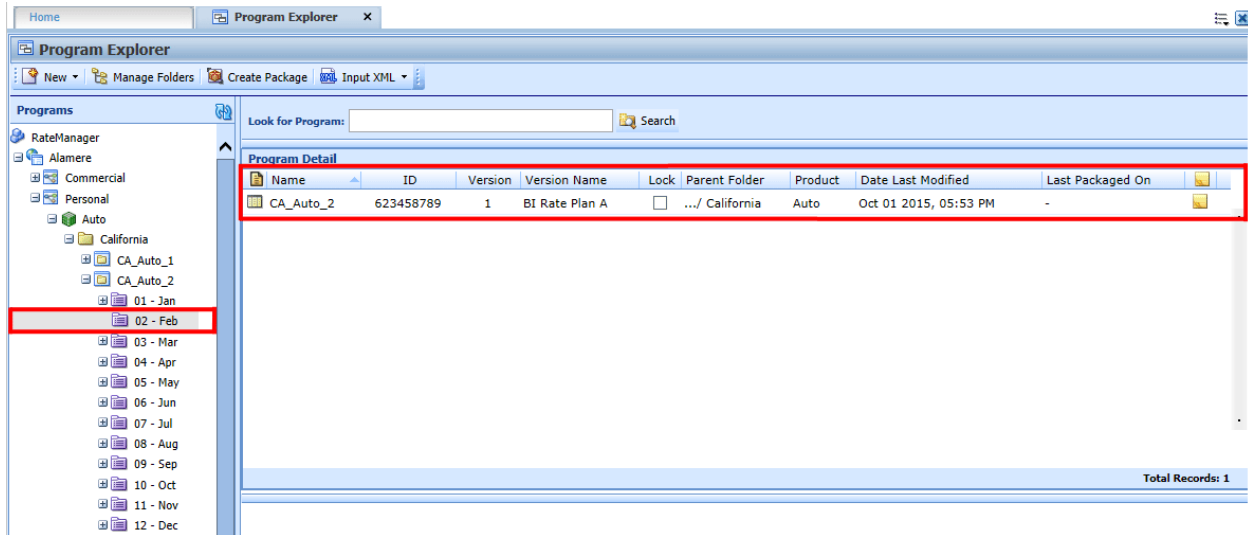 Home Program Explorer x
Program Explorer
New Manage Folders Create Package Input XML
Programs
Look for Program: Search
RateManager
Alamere
Commercial
Personal
Auto
California
CA_Auto_1
CA_Auto_2
01 - Jan
02 - Feb
03 - Mar
04 - Apr
05 - May
06 - Jun
07 - Jul
08 - Aug
09 - Sep
10 - Oct
11 - Nov
12 - Dec
Program Detail
Name ID Version Version Name Lock Parent Folder Product Date Last Modified Last Packaged On
CA_Auto_2 623458789 1 BI Rate Plan A .../ California Auto Oct 01 2015, 05:53 PM -
Total Records: 1